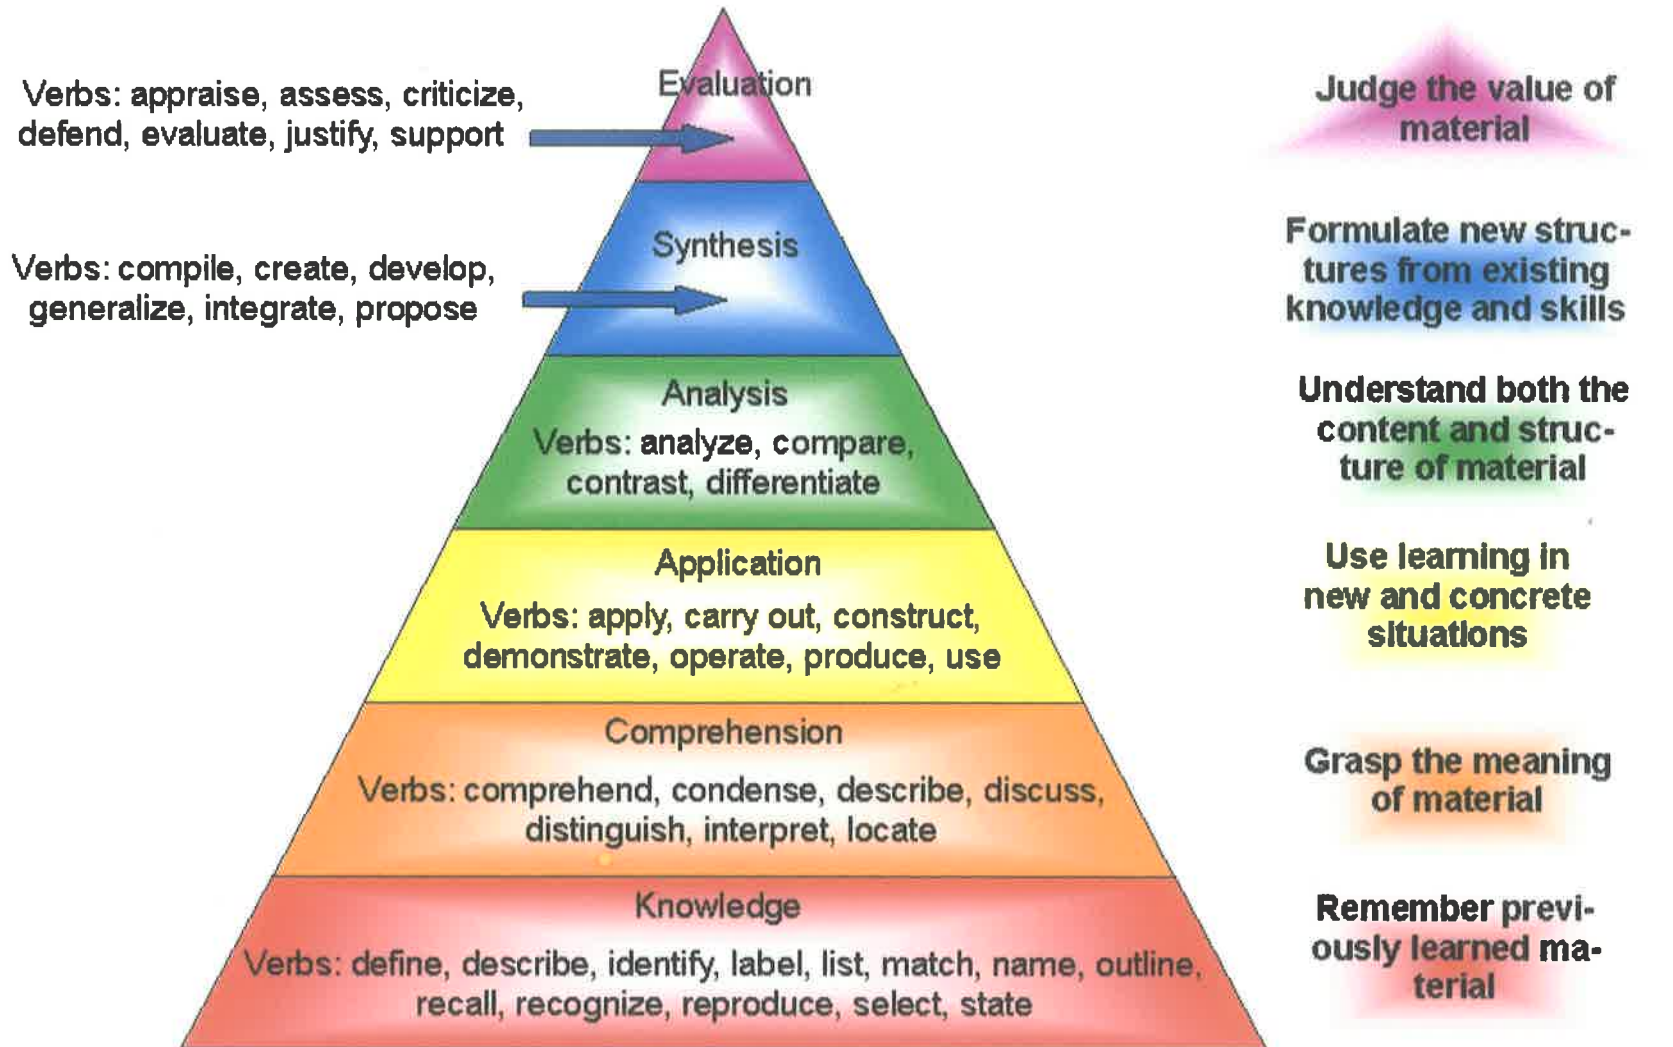 Evaluation
Verbs: appraise, assess, criticize,
defend, evaluate, justify, support
Judge the value of
material
Synthesis
Verbs: compile, create, develop,
generalize, integrate, propose
Formulate new struc-
tures from existing
knowledge and skills
Analysis
Verbs: analyze, compare,
contrast, differentiate
Understand both the
content and struc-
ture of material
Application
Verbs: apply, carry out, construct,
demonstrate, operate, produce, use
Use learning in
new and concrete
situations
Comprehension
Verbs: comprehend, condense, describe, discuss,
distinguish, interpret, locate
Grasp the meaning
of material
Knowledge
Verbs: define, describe, identify, label, list, match, name, outline,
recall, recognize, reproduce, select, state
Remember previ-
ously learned ma-
terial